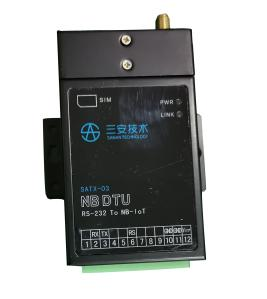 SIM
PWR
LINK
三安技术
SANAN TECHNOLOGY
SATX-03
NB DTU
RS-232 To NB-IoT
RX TX RS
1 2 3 4 5 6 7 8 9 10 11 12